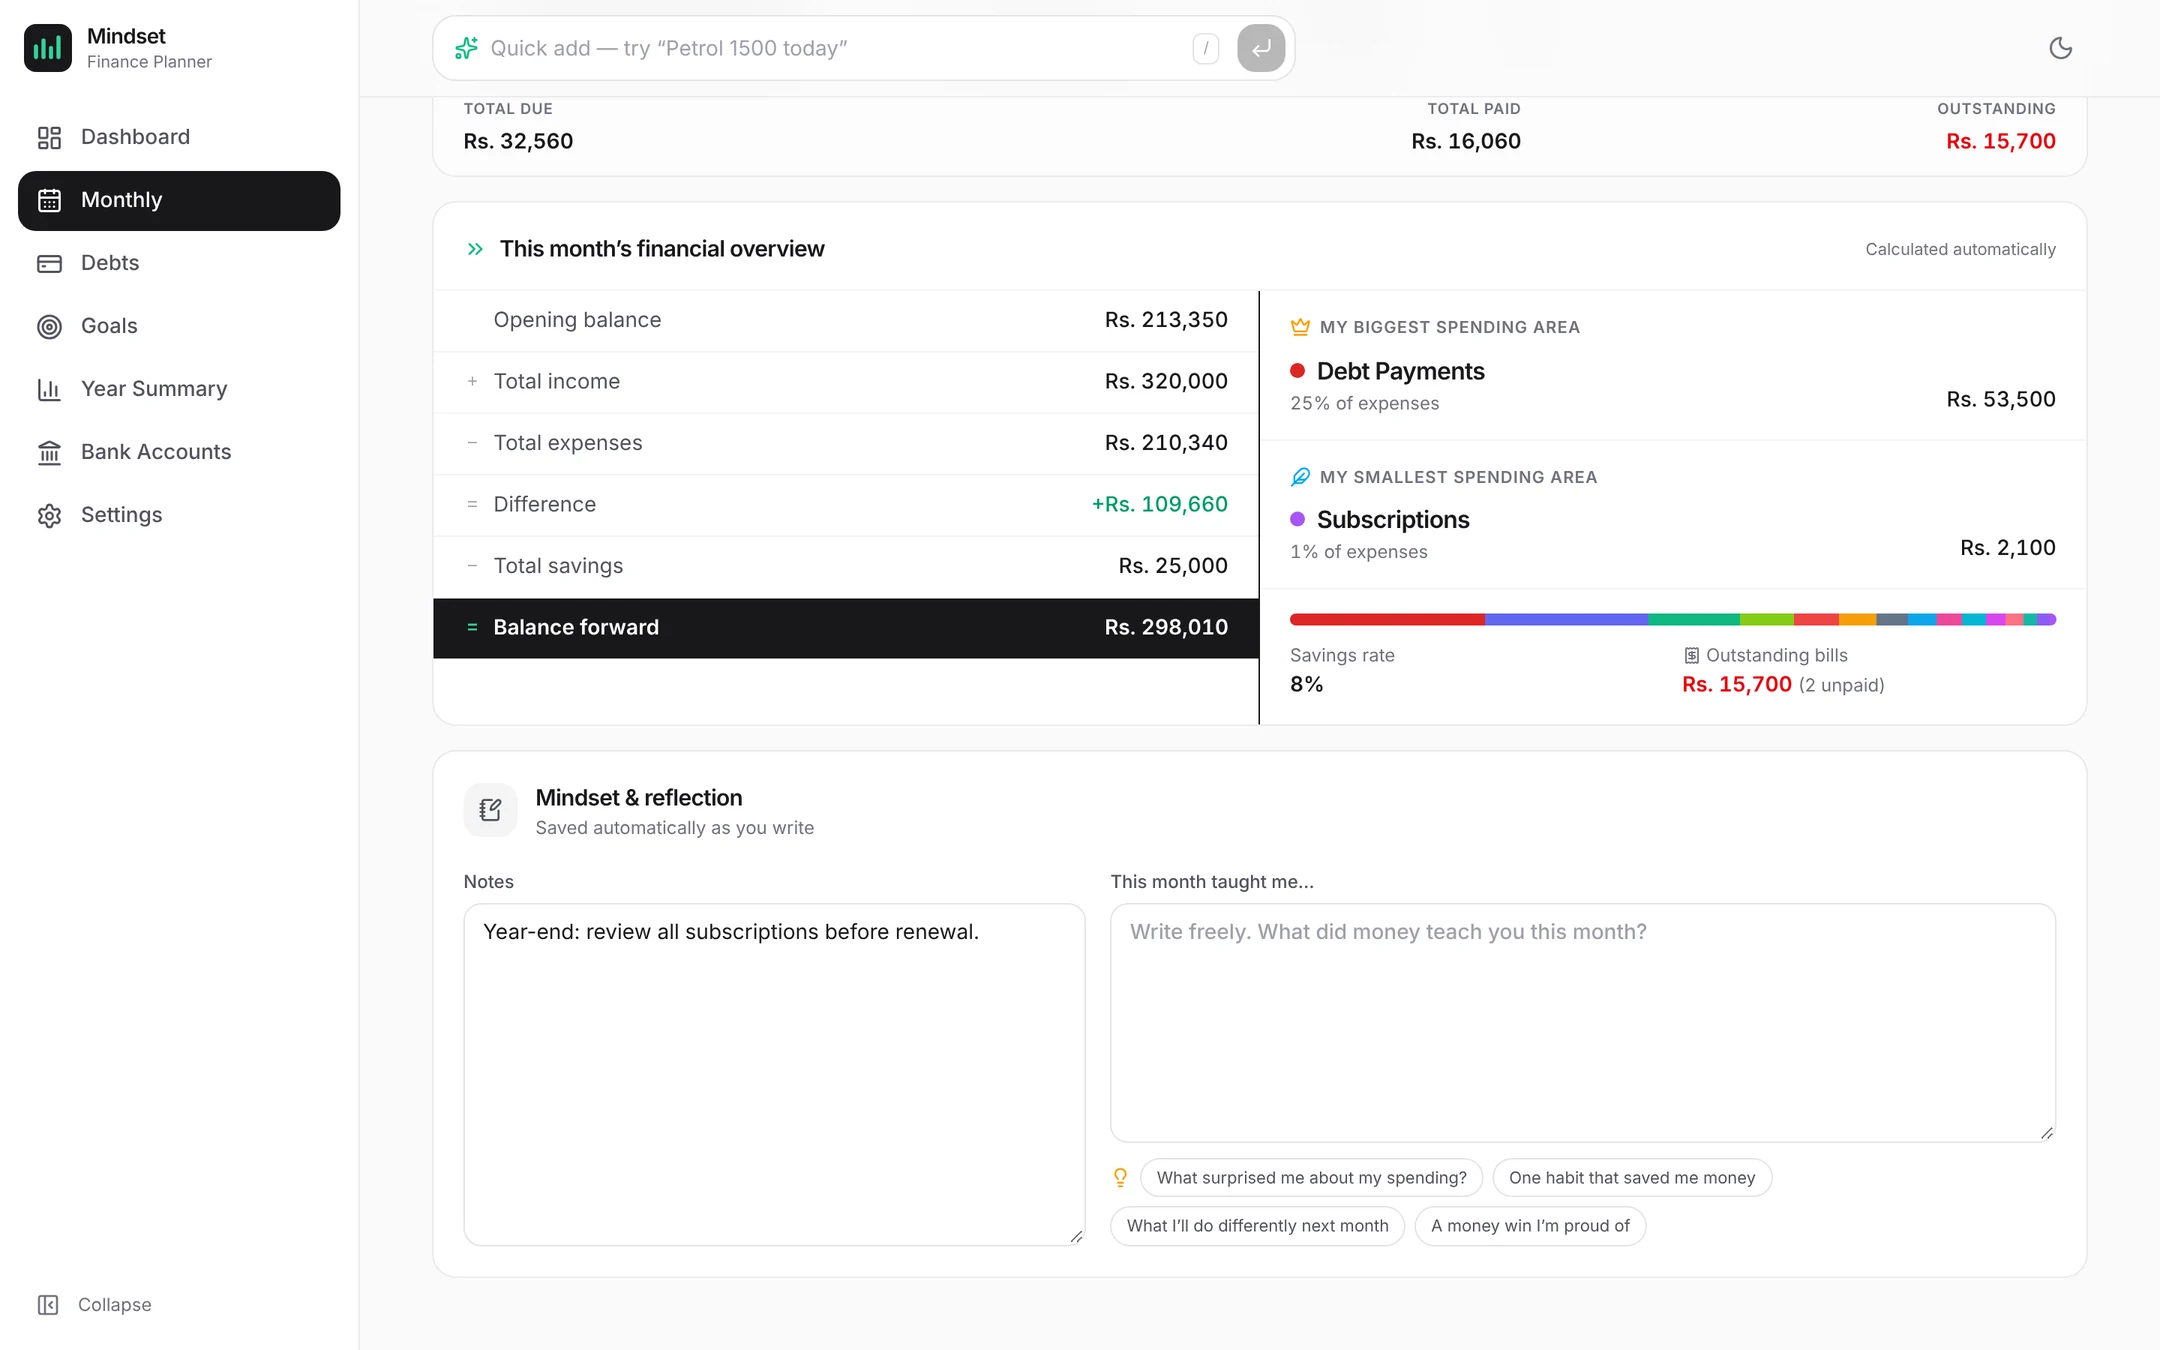 Mindset
Finance Planner
Dashboard
Monthly
Debts
Goals
Year Summary
Bank Accounts
Settings
Collapse
Quick add — try “Petrol 1500 today” /
TOTAL DUE TOTAL PAID OUTSTANDING
Rs. 32,560 Rs. 16,060 Rs. 15,700
This month’s financial overview Calculated automatically
Opening balance Rs. 213,350
+ Total income Rs. 320,000
− Total expenses Rs. 210,340
= Difference +Rs. 109,660
− Total savings Rs. 25,000
= Balance forward Rs. 298,010
MY BIGGEST SPENDING AREA
Debt Payments
25% of expenses Rs. 53,500
MY SMALLEST SPENDING AREA
Subscriptions
1% of expenses Rs. 2,100
Savings rate Outstanding bills
8% Rs. 15,700 (2 unpaid)
Mindset & reflection
Saved automatically as you write
Notes
Year-end: review all subscriptions before renewal.
This month taught me…
Write freely. What did money teach you this month?
What surprised me about my spending? One habit that saved me money
What I’ll do differently next month A money win I’m proud of